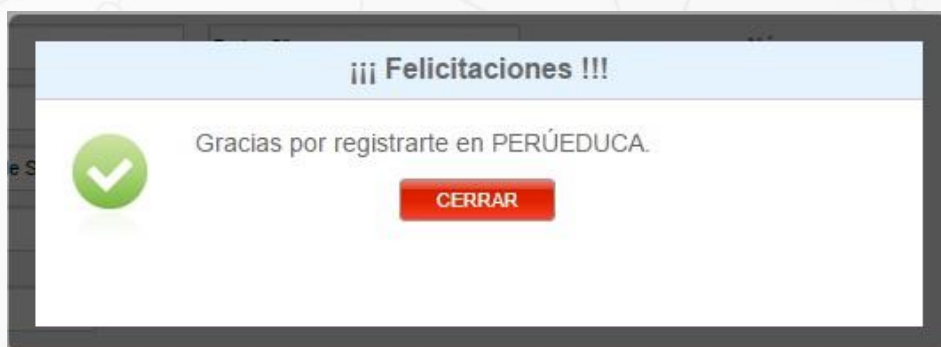 ¡¡¡ Felicitaciones !!!
Gracias por registrarte en PERÚEDUCA.
CERRAR
e S